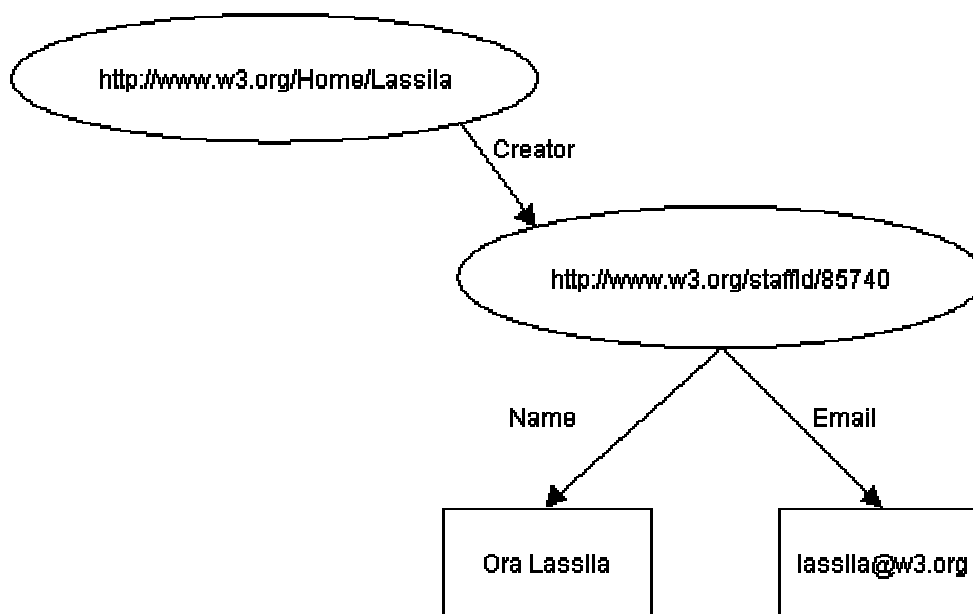 http://www.w3.org/Home/Lassila
Creator
http://www.w3.org/staffId/85740
Name
Email
Ora Lassila
lassila@w3.org